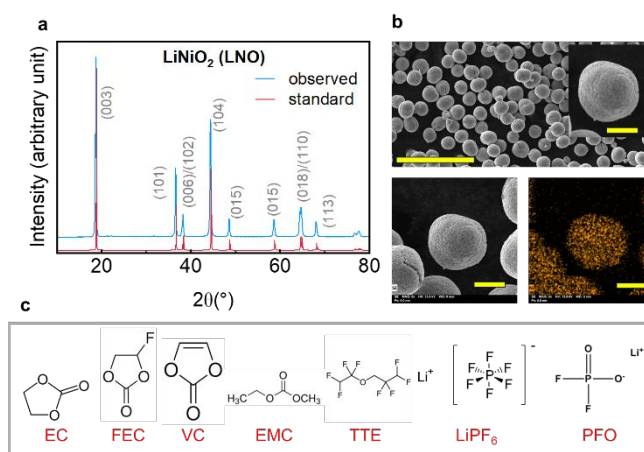 a
LiNiO2 (LNO)
observed
standard
(003)
(101)
(006)/(102)
(104)
(015)
(015)
(018)/(110)
(113)
Intensity (arbitrary unit)
20 40 60 80
2θ(°)
b
c
O
O
O
EC
F
O
O
O
FEC
O
O
O
VC
H3C
O
O
O
CH3
EMC
F
F
F
F
O
F
F
F
F
TTE
Li+
F
F
F
P
F
F
F
-
LiPF6
Li+
O
F
P
O-
F
PFO